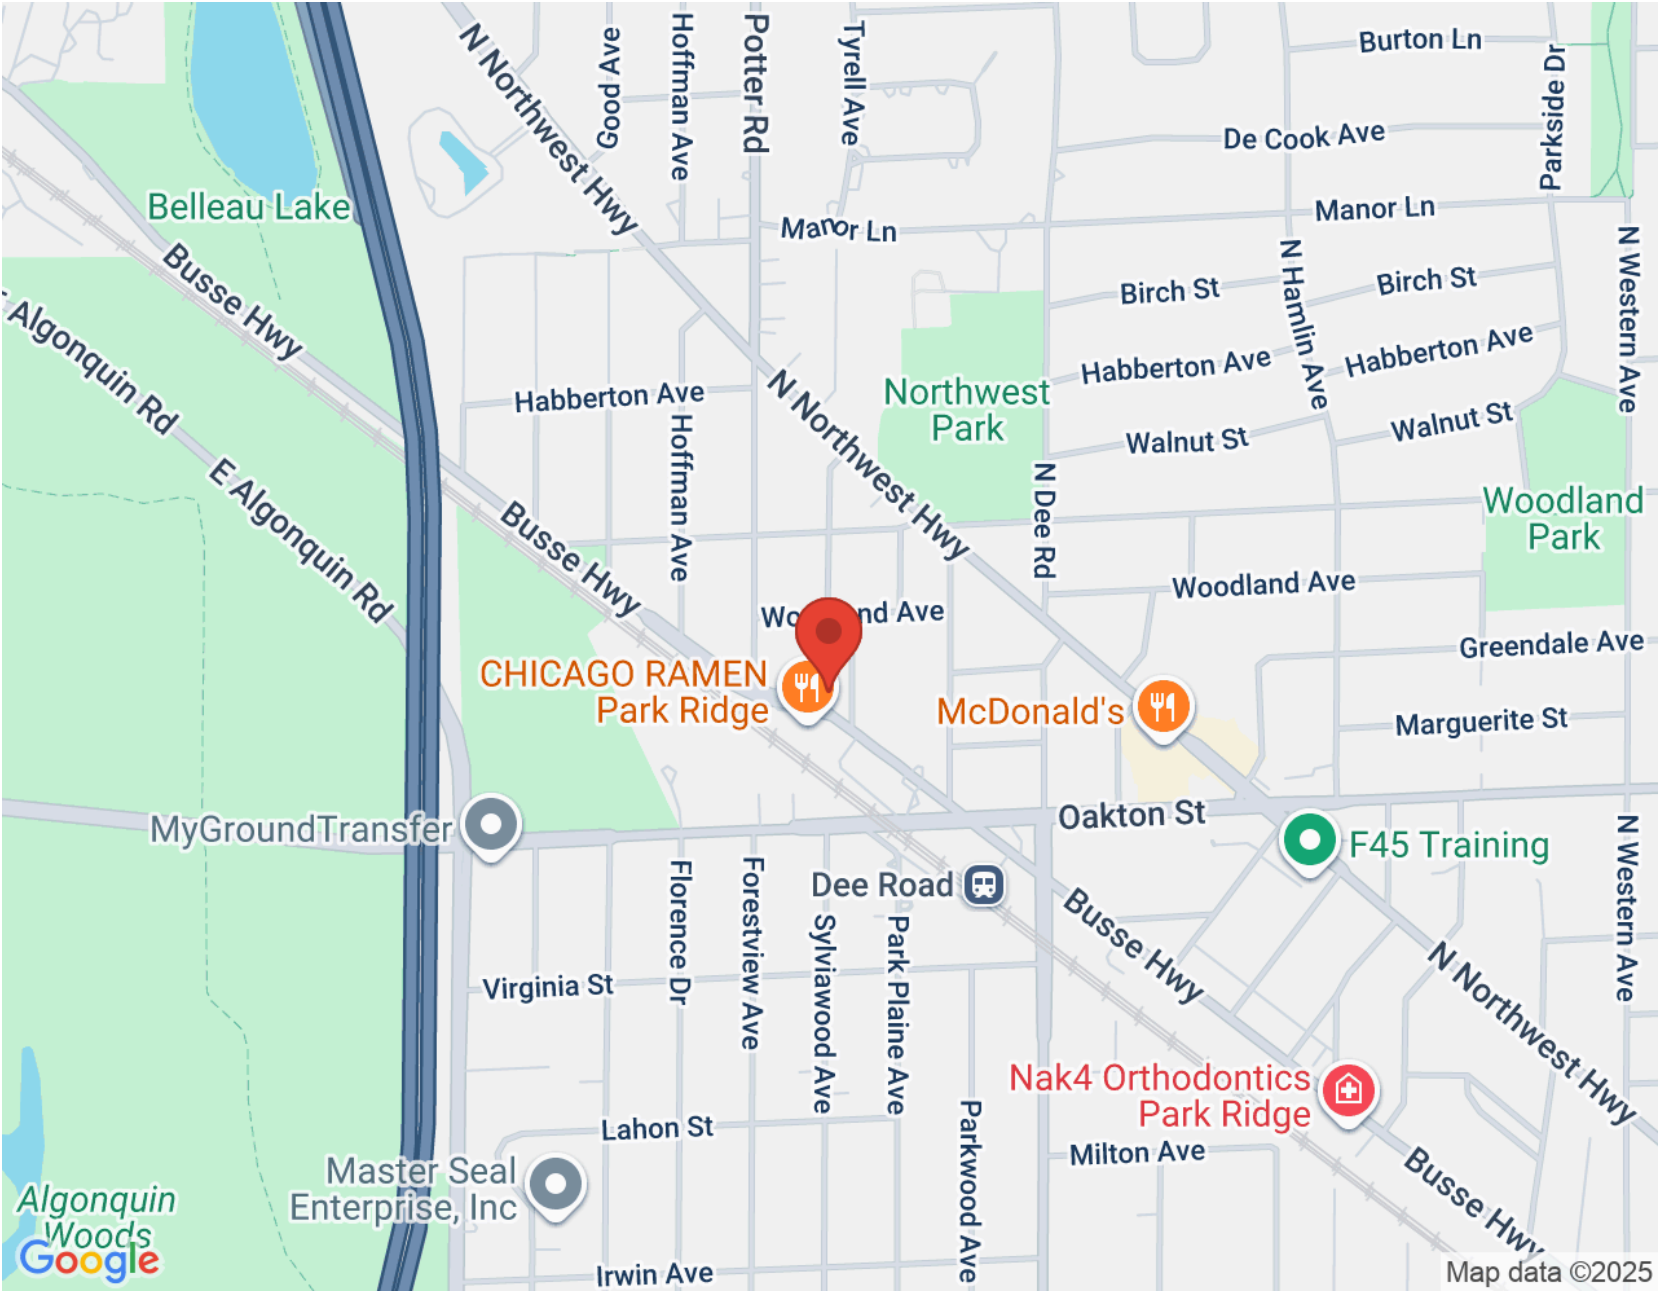 N Northwest Hwy
Good Ave
Hoffman Ave
Potter Rd
Tyrell Ave
Burton Ln
Parkside Dr
De Cook Ave
Belleau Lake
Manor Ln
Manor Ln
Busse Hwy
N Hamlin Ave
N Western Ave
Birch St
Birch St
Algonquin Rd
Habberton Ave
Habberton Ave
Habberton Ave
N Northwest Hwy
Northwest
Park
Hoffman Ave
Walnut St
Walnut St
E Algonquin Rd
N Dee Rd
Woodland
Park
Busse Hwy
Woodland Ave
Wo nd Ave
Greendale Ave
CHICAGO RAMEN
Park Ridge
McDonald's
Marguerite St
MyGroundTransfer
Oakton St
F45 Training
N Western Ave
Dee Road
Florence Dr
Forestview Ave
Sylviawood Ave
Park Plaine Ave
Busse Hwy
N Northwest Hwy
Virginia St
Nak4 Orthodontics
Park Ridge
Lahon St
Parkwood Ave
Milton Ave
Master Seal
Enterprise, Inc
Busse Hwy
Algonquin
Woods
Google
Irwin Ave
Map data ©2025